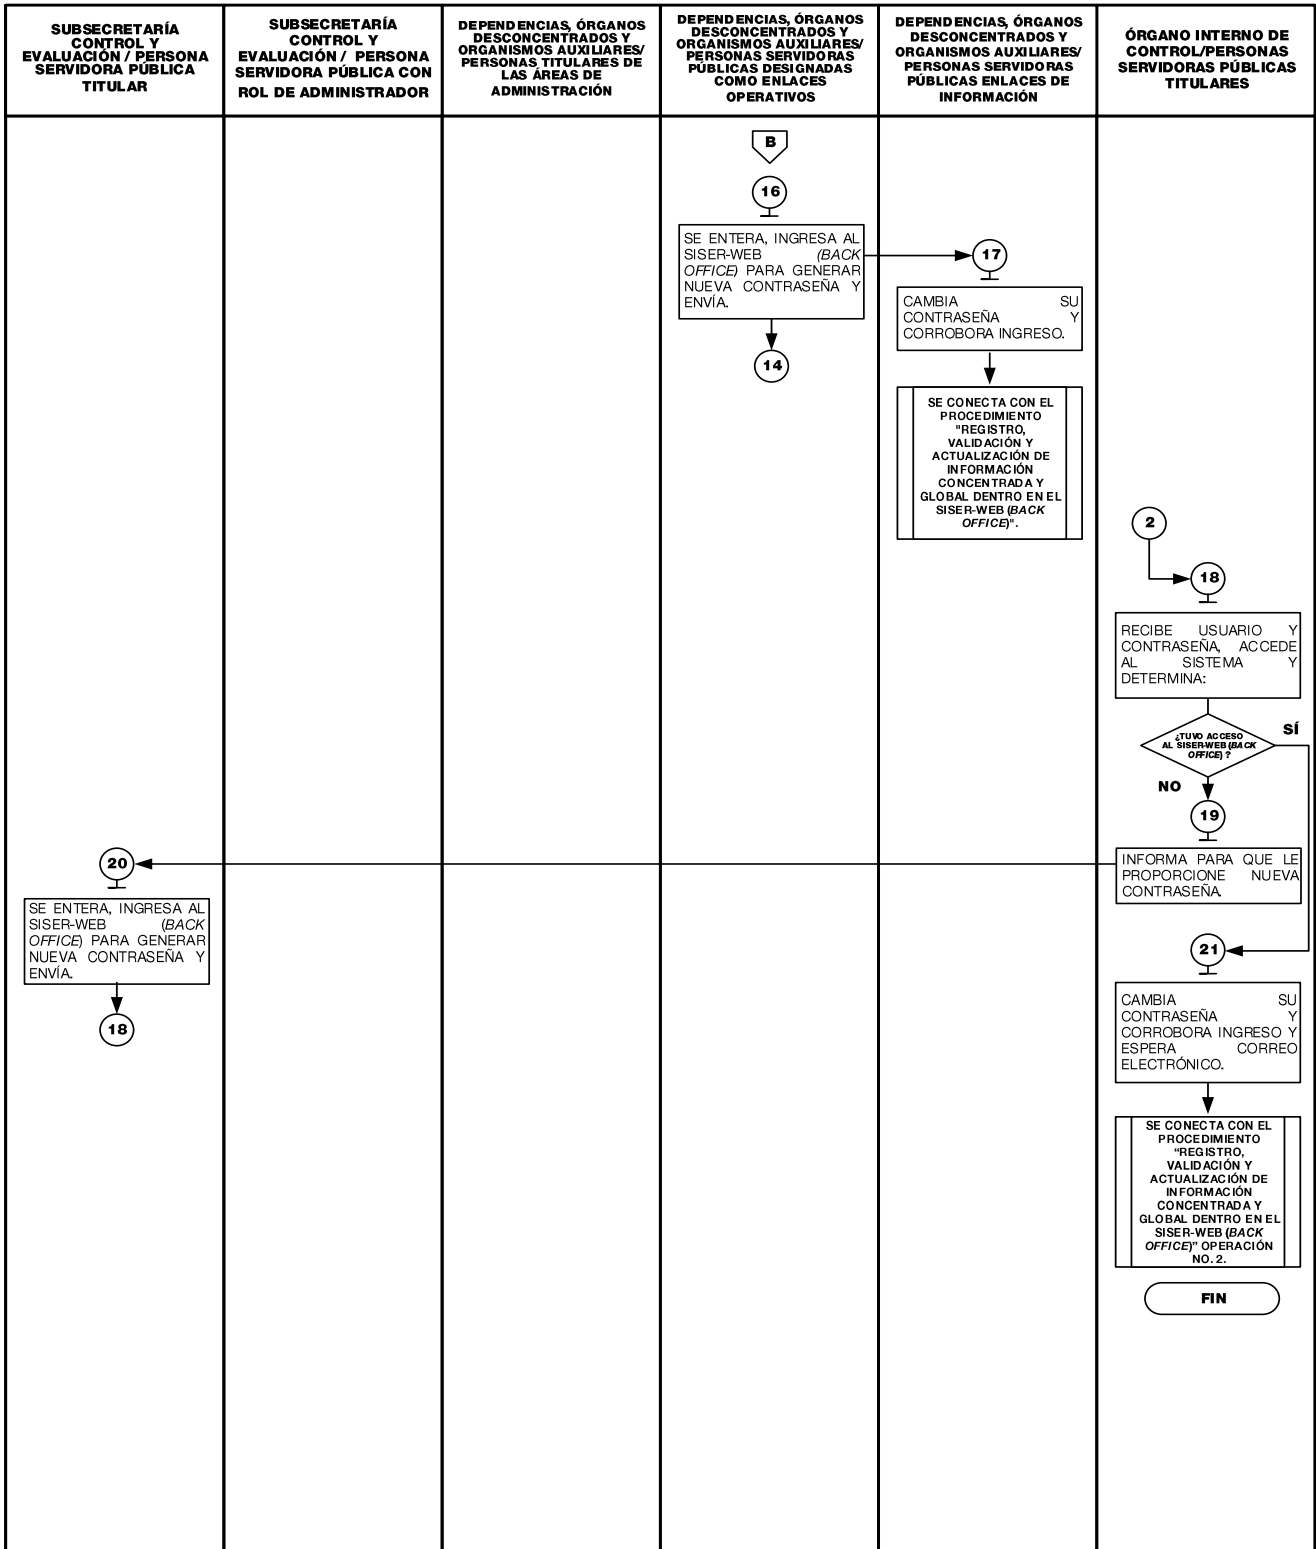 SUBSECRETARÍA
CONTROL Y
EVALUACIÓN / PERSONA
SERVIDORA PÚBLICA
TITULAR
SUBSECRETARÍA
CONTROL Y
EVALUACIÓN / PERSONA
SERVIDORA PÚBLICA CON
ROL DE ADMINISTRADOR
DEPENDENCIAS, ÓRGANOS
DESCONCENTRADOS Y
ORGANISMOS AUXILIARES/
PERSONAS TITULARES DE
LAS ÁREAS DE
ADMINISTRACIÓN
DEPENDENCIAS, ÓRGANOS
DESCONCENTRADOS Y
ORGANISMOS AUXILIARES/
PERSONAS SERVIDORAS
PÚBLICAS DESIGNADAS
COMO ENLACES
OPERATIVOS
DEPENDENCIAS, ÓRGANOS
DESCONCENTRADOS Y
ORGANISMOS AUXILIARES/
PERSONAS SERVIDORAS
PÚBLICAS ENLACES DE
INFORMACIÓN
ÓRGANO INTERNO DE
CONTROL/PERSONAS
SERVIDORAS PÚBLICAS
TITULARES
B
16
SE ENTERA, INGRESA AL
SISER-WEB (BACK
OFFICE) PARA GENERAR
NUEVA CONTRASEÑA Y
ENVÍA.
14
17
CAMBIA SU
CONTRASEÑA Y
CORROBORA INGRESO.
SE CONECTA CON EL
PROCEDIMIENTO
"REGISTRO,
VALIDACIÓN Y
ACTUALIZACIÓN DE
INFORMACIÓN
CONCENTRADA Y
GLOBAL DENTRO EN EL
SISER-WEB (BACK
OFFICE)".
2
18
RECIBE USUARIO Y
CONTRASEÑA, ACCEDE
AL SISTEMA Y
DETERMINA:
¿TUVO ACCESO
AL SISER-WEB (BACK
OFFICE) ?
SÍ
NO
19
INFORMA PARA QUE LE
PROPORCIONE NUEVA
CONTRASEÑA.
20
SE ENTERA, INGRESA AL
SISER-WEB (BACK
OFFICE) PARA GENERAR
NUEVA CONTRASEÑA Y
ENVÍA.
18
21
CAMBIA SU
CONTRASEÑA Y
CORROBORA INGRESO Y
ESPERA CORREO
ELECTRÓNICO.
SE CONECTA CON EL
PROCEDIMIENTO
“REGISTRO,
VALIDACIÓN Y
ACTUALIZACIÓN DE
INFORMACIÓN
CONCENTRADA Y
GLOBAL DENTRO EN EL
SISER-WEB (BACK
OFFICE)” OPERACIÓN
NO. 2.
FIN